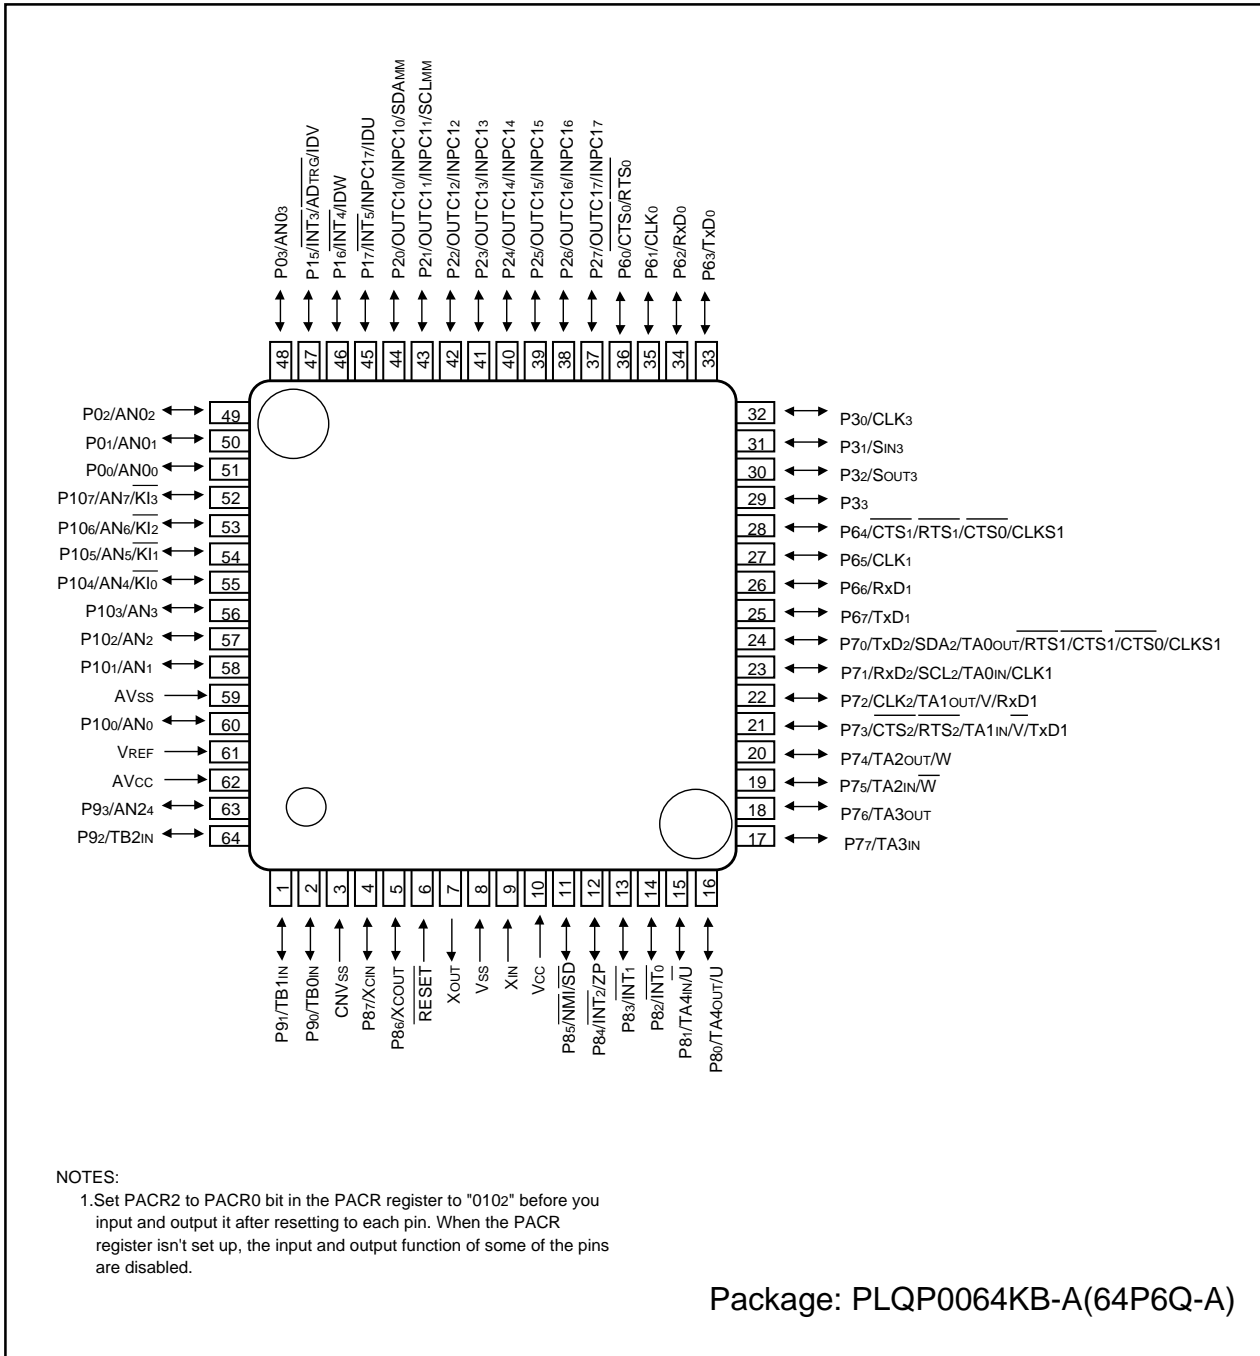 P03/AN03
P15/INT3/ADTRG/IDV
P16/INT4/IDW
P17/INT5/INPC17/IDU
P20/OUTC10/INPC10/SDAMM
P21/OUTC11/INPC11/SCLMM
P22/OUTC12/INPC12
P23/OUTC13/INPC13
P24/OUTC14/INPC14
P25/OUTC15/INPC15
P26/OUTC16/INPC16
P27/OUTC17/INPC17
P60/CTS0/RTS0
P61/CLK0
P62/RxD0
P63/TxD0
48 47 46 45 44 43 42 41 40 39 38 37 36 35 34 33
P02/AN02 49
P01/AN01 50
P00/AN00 51
P107/AN7/KI3 52
P106/AN6/KI2 53
P105/AN5/KI1 54
P104/AN4/KI0 55
P103/AN3 56
P102/AN2 57
P101/AN1 58
AVSS 59
P100/AN0 60
VREF 61
AVCC 62
P93/AN24 63
P92/TB2IN 64
32 P30/CLK3
31 P31/SIN3
30 P32/SOUT3
29 P33
28 P64/CTS1/RTS1/CTS0/CLKS1
27 P65/CLK1
26 P66/RxD1
25 P67/TxD1
24 P70/TxD2/SDA2/TA0OUT/RTS1/CTS1/CTS0/CLKS1
23 P71/RxD2/SCL2/TA0IN/CLK1
22 P72/CLK2/TA1OUT/V/RxD1
21 P73/CTS2/RTS2/TA1IN/V/TxD1
20 P74/TA2OUT/W
19 P75/TA2IN/W
18 P76/TA3OUT
17 P77/TA3IN
1 2 3 4 5 6 7 8 9 10 11 12 13 14 15 16
P91/TB1IN
P90/TB0IN
CNVSS
P87/XCIN
P86/XCOUT
RESET
XOUT
VSS
XIN
VCC
P85/NMI/SD
P84/INT2/ZP
P83/INT1
P82/INT0
P81/TA4IN/U
P80/TA4OUT/U
NOTES:
1.Set PACR2 to PACR0 bit in the PACR register to "0102" before you
input and output it after resetting to each pin. When the PACR
register isn't set up, the input and output function of some of the pins
are disabled.
Package: PLQP0064KB-A(64P6Q-A)